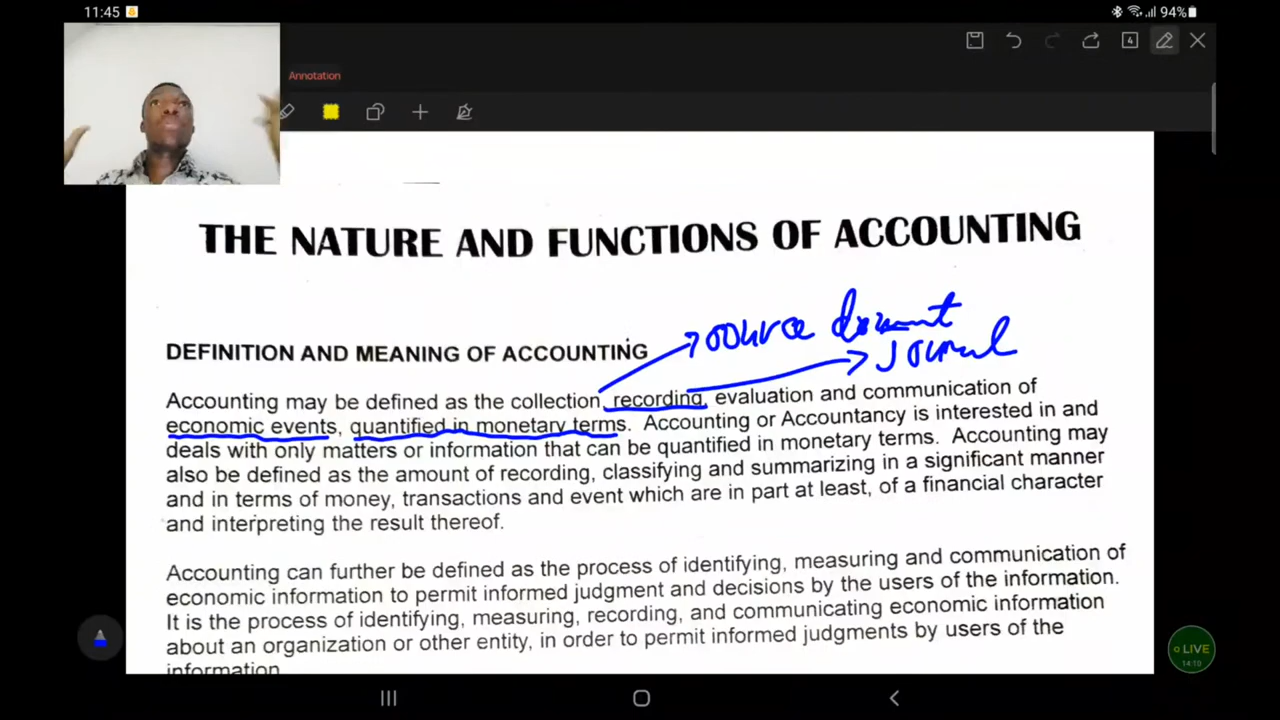 11:45
94%
4
Annotation
THE NATURE AND FUNCTIONS OF ACCOUNTING
source document
journal
DEFINITION AND MEANING OF ACCOUNTING
Accounting may be defined as the collection, recording, evaluation and communication of
economic events, quantified in monetary terms. Accounting or Accountancy is interested in and
deals with only matters or information that can be quantified in monetary terms. Accounting may
also be defined as the amount of recording, classifying and summarizing in a significant manner
and in terms of money, transactions and event which are in part at least, of a financial character
and interpreting the result thereof.
Accounting can further be defined as the process of identifying, measuring and communication of
economic information to permit informed judgment and decisions by the users of the information.
It is the process of identifying, measuring, recording, and communicating economic information
about an organization or other entity, in order to permit informed judgments by users of the
information.
LIVE
14:10